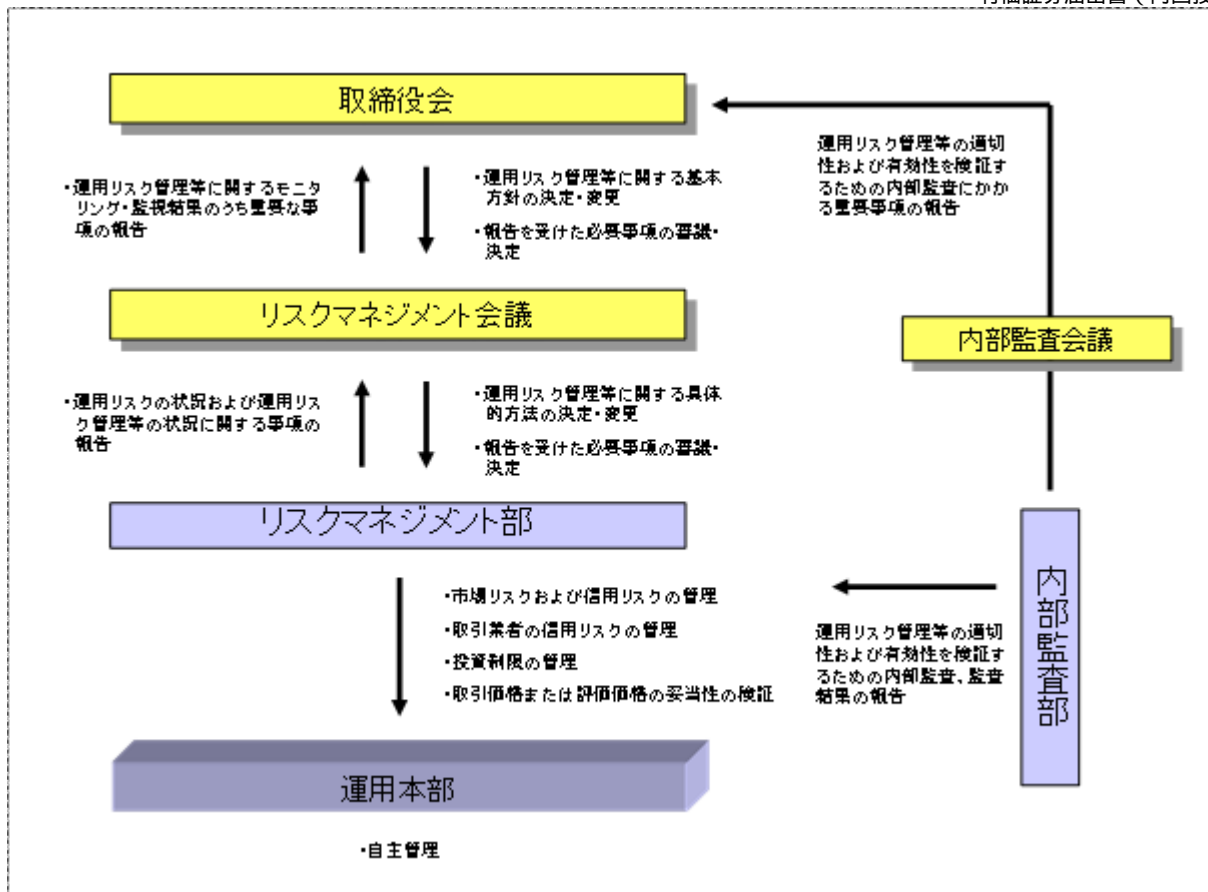 取締役会
・運用リスク管理等に関するモニタ
リング・監視結果のうち重要な事
項の報告
・運用リスク管理等に関する基本
方針の決定・変更
・報告を受けた必要事項の審議・
決定
運用リスク管理等の適切
性および有効性を検証す
るための内部監査にかか
る重要事項の報告
リスクマネジメント会議
内部監査会議
・運用リスクの状況および運用リス
ク管理等の状況に関する事項の
報告
・運用リスク管理等に関する具体
的方法の決定・変更
・報告を受けた必要事項の審議・
決定
リスクマネジメント部
内部監査部
・市場リスクおよび信用リスクの管理
・取引業者の信用リスクの管理
・投資制限の管理
・取引価格または評価価格の妥当性の検証
運用リスク管理等の適切
性および有効性を検証す
るための内部監査、監査
結果の報告
運用本部
・自主管理